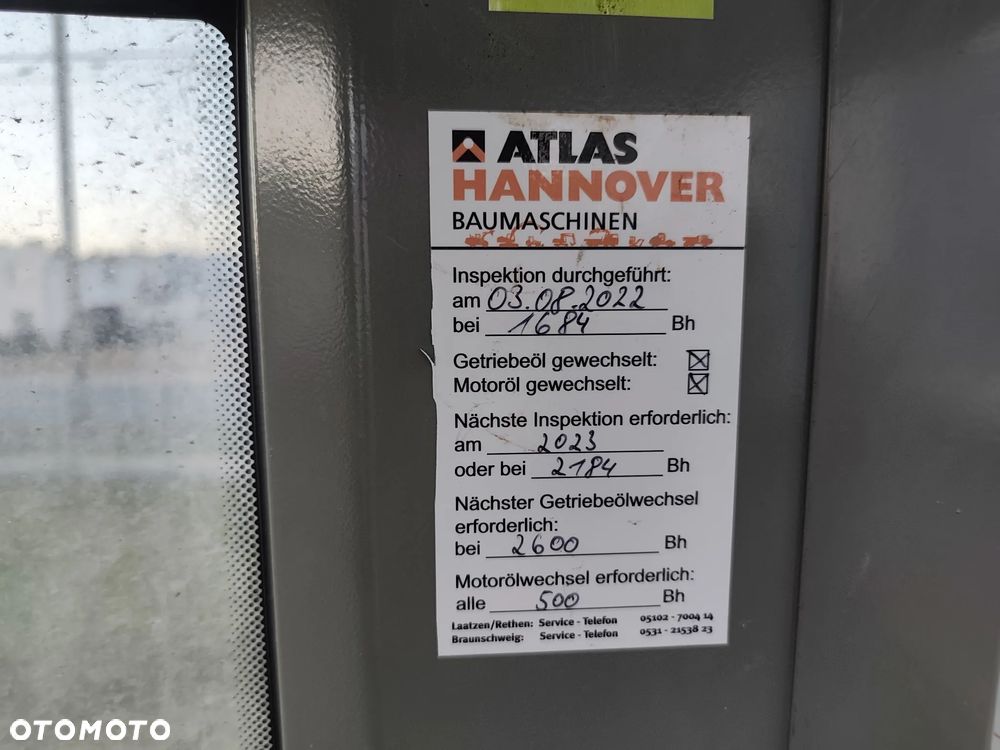 ATLAS
HANNOVER
BAUMASCHINEN
Inspektion durchgeführt:
am 03.08.2022
bei 1684 Bh
Getriebeöl gewechselt: ☒
Motoröl gewechselt: ☒
Nächste Inspektion erforderlich:
am 2023
oder bei 2184 Bh
Nächster Getriebeölwechsel
erforderlich:
bei 2600 Bh
Motorölwechsel erforderlich:
alle 500 Bh
Laatzen/Rethen: Service - Telefon 05102 - 7004 14
Braunschweig: Service - Telefon 0531 - 21538 23
OTOMOTO